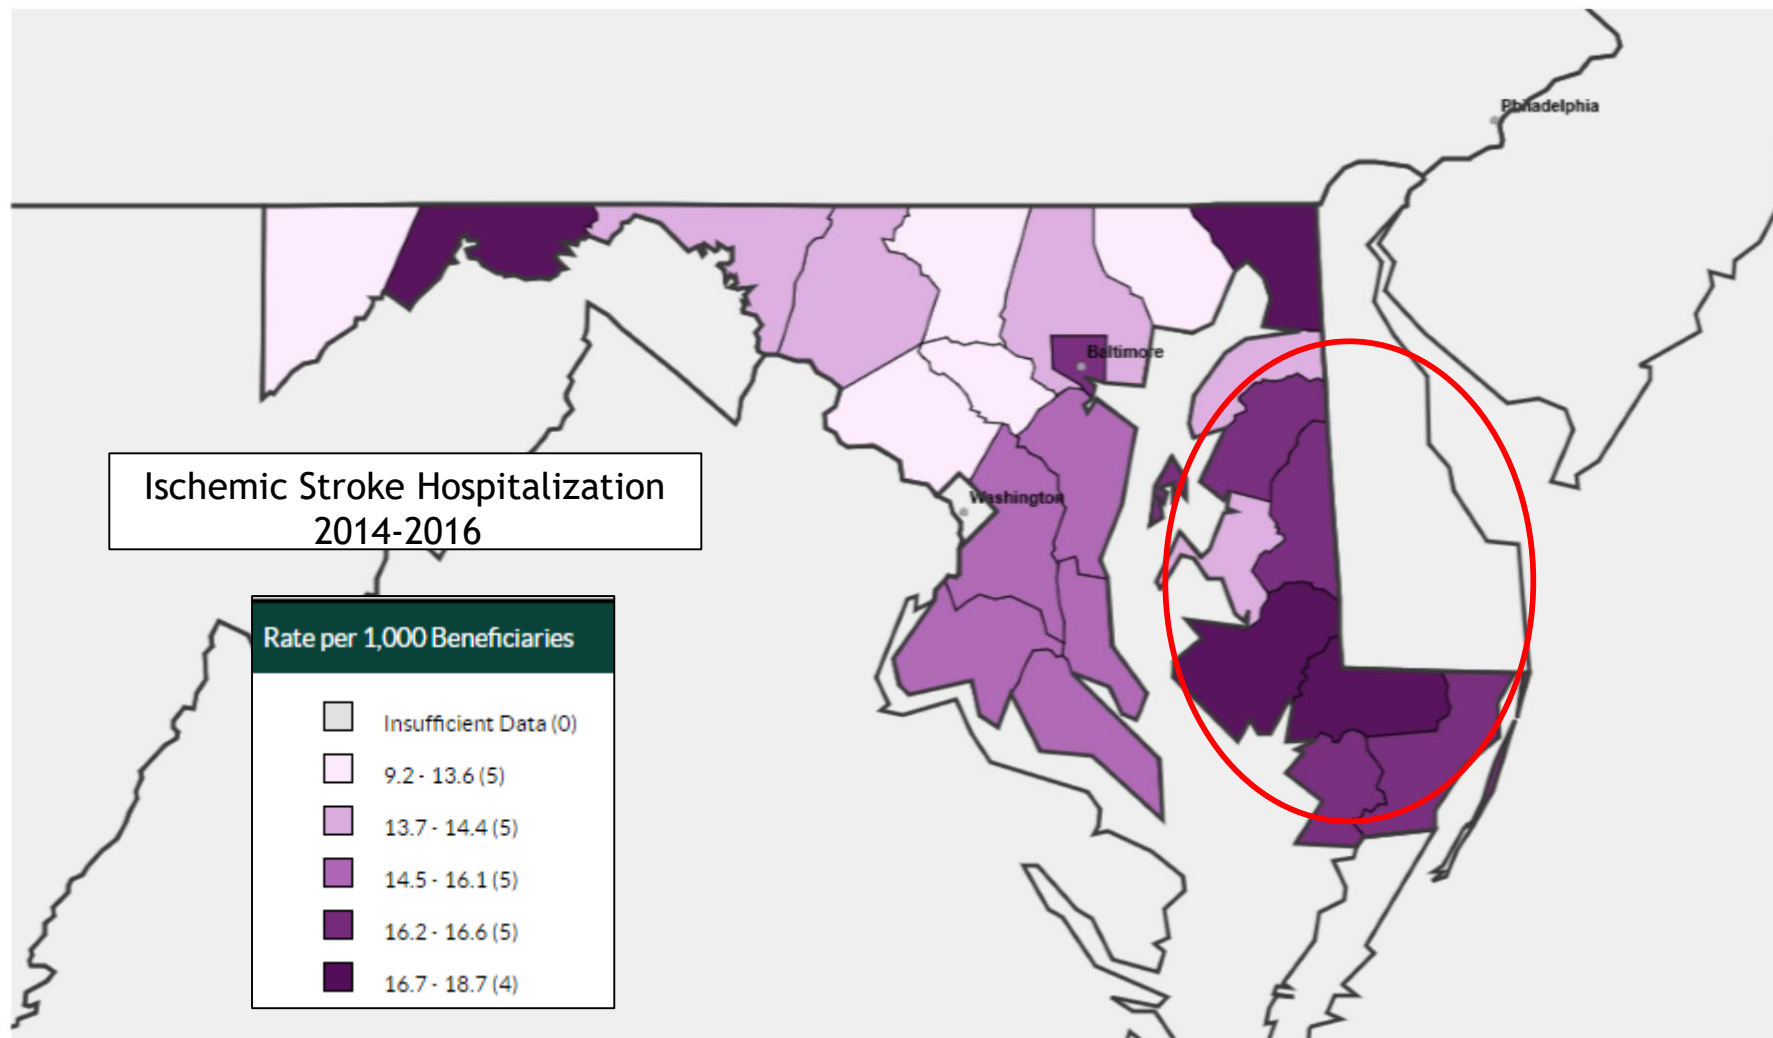 Philadelphia
Baltimore
Washington
Ischemic Stroke Hospitalization
2014-2016
Rate per 1,000 Beneficiaries
Insufficient Data (0)
9.2 - 13.6 (5)
13.7 - 14.4 (5)
14.5 - 16.1 (5)
16.2 - 16.6 (5)
16.7 - 18.7 (4)